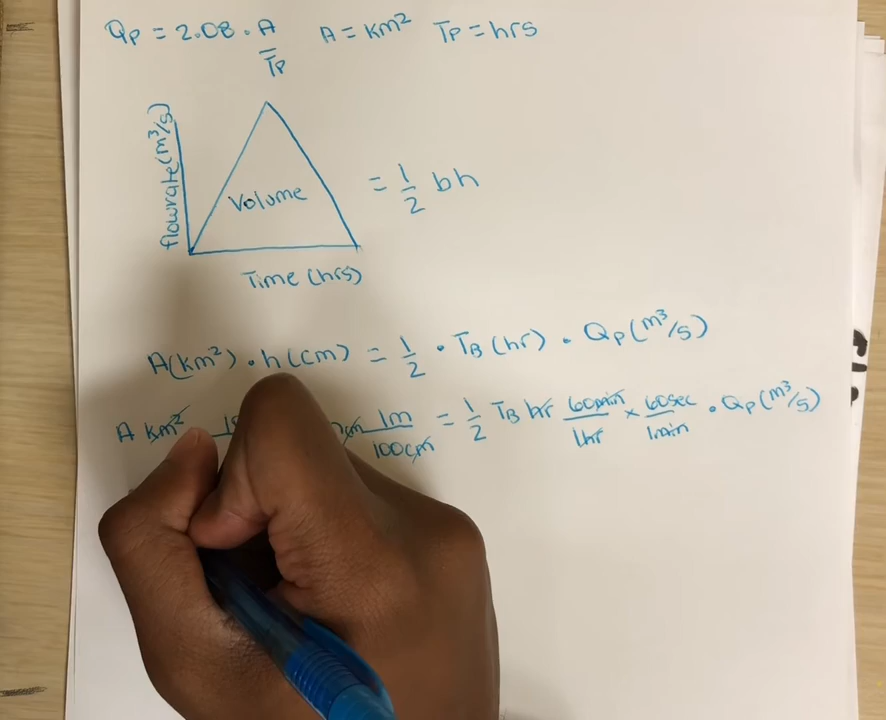 Qp = 2.08 · A/Tp A = km² Tp = hrs
flowrate (m³/s)
Volume
= 1/2 bh
Time (hrs)
A(km²) · h(cm) = 1/2 · TB (hr) · Qp (m³/s)
A km² 1m/100cm = 1/2 TB hr 60min/1hr × 60sec/1min · Qp (m³/s)